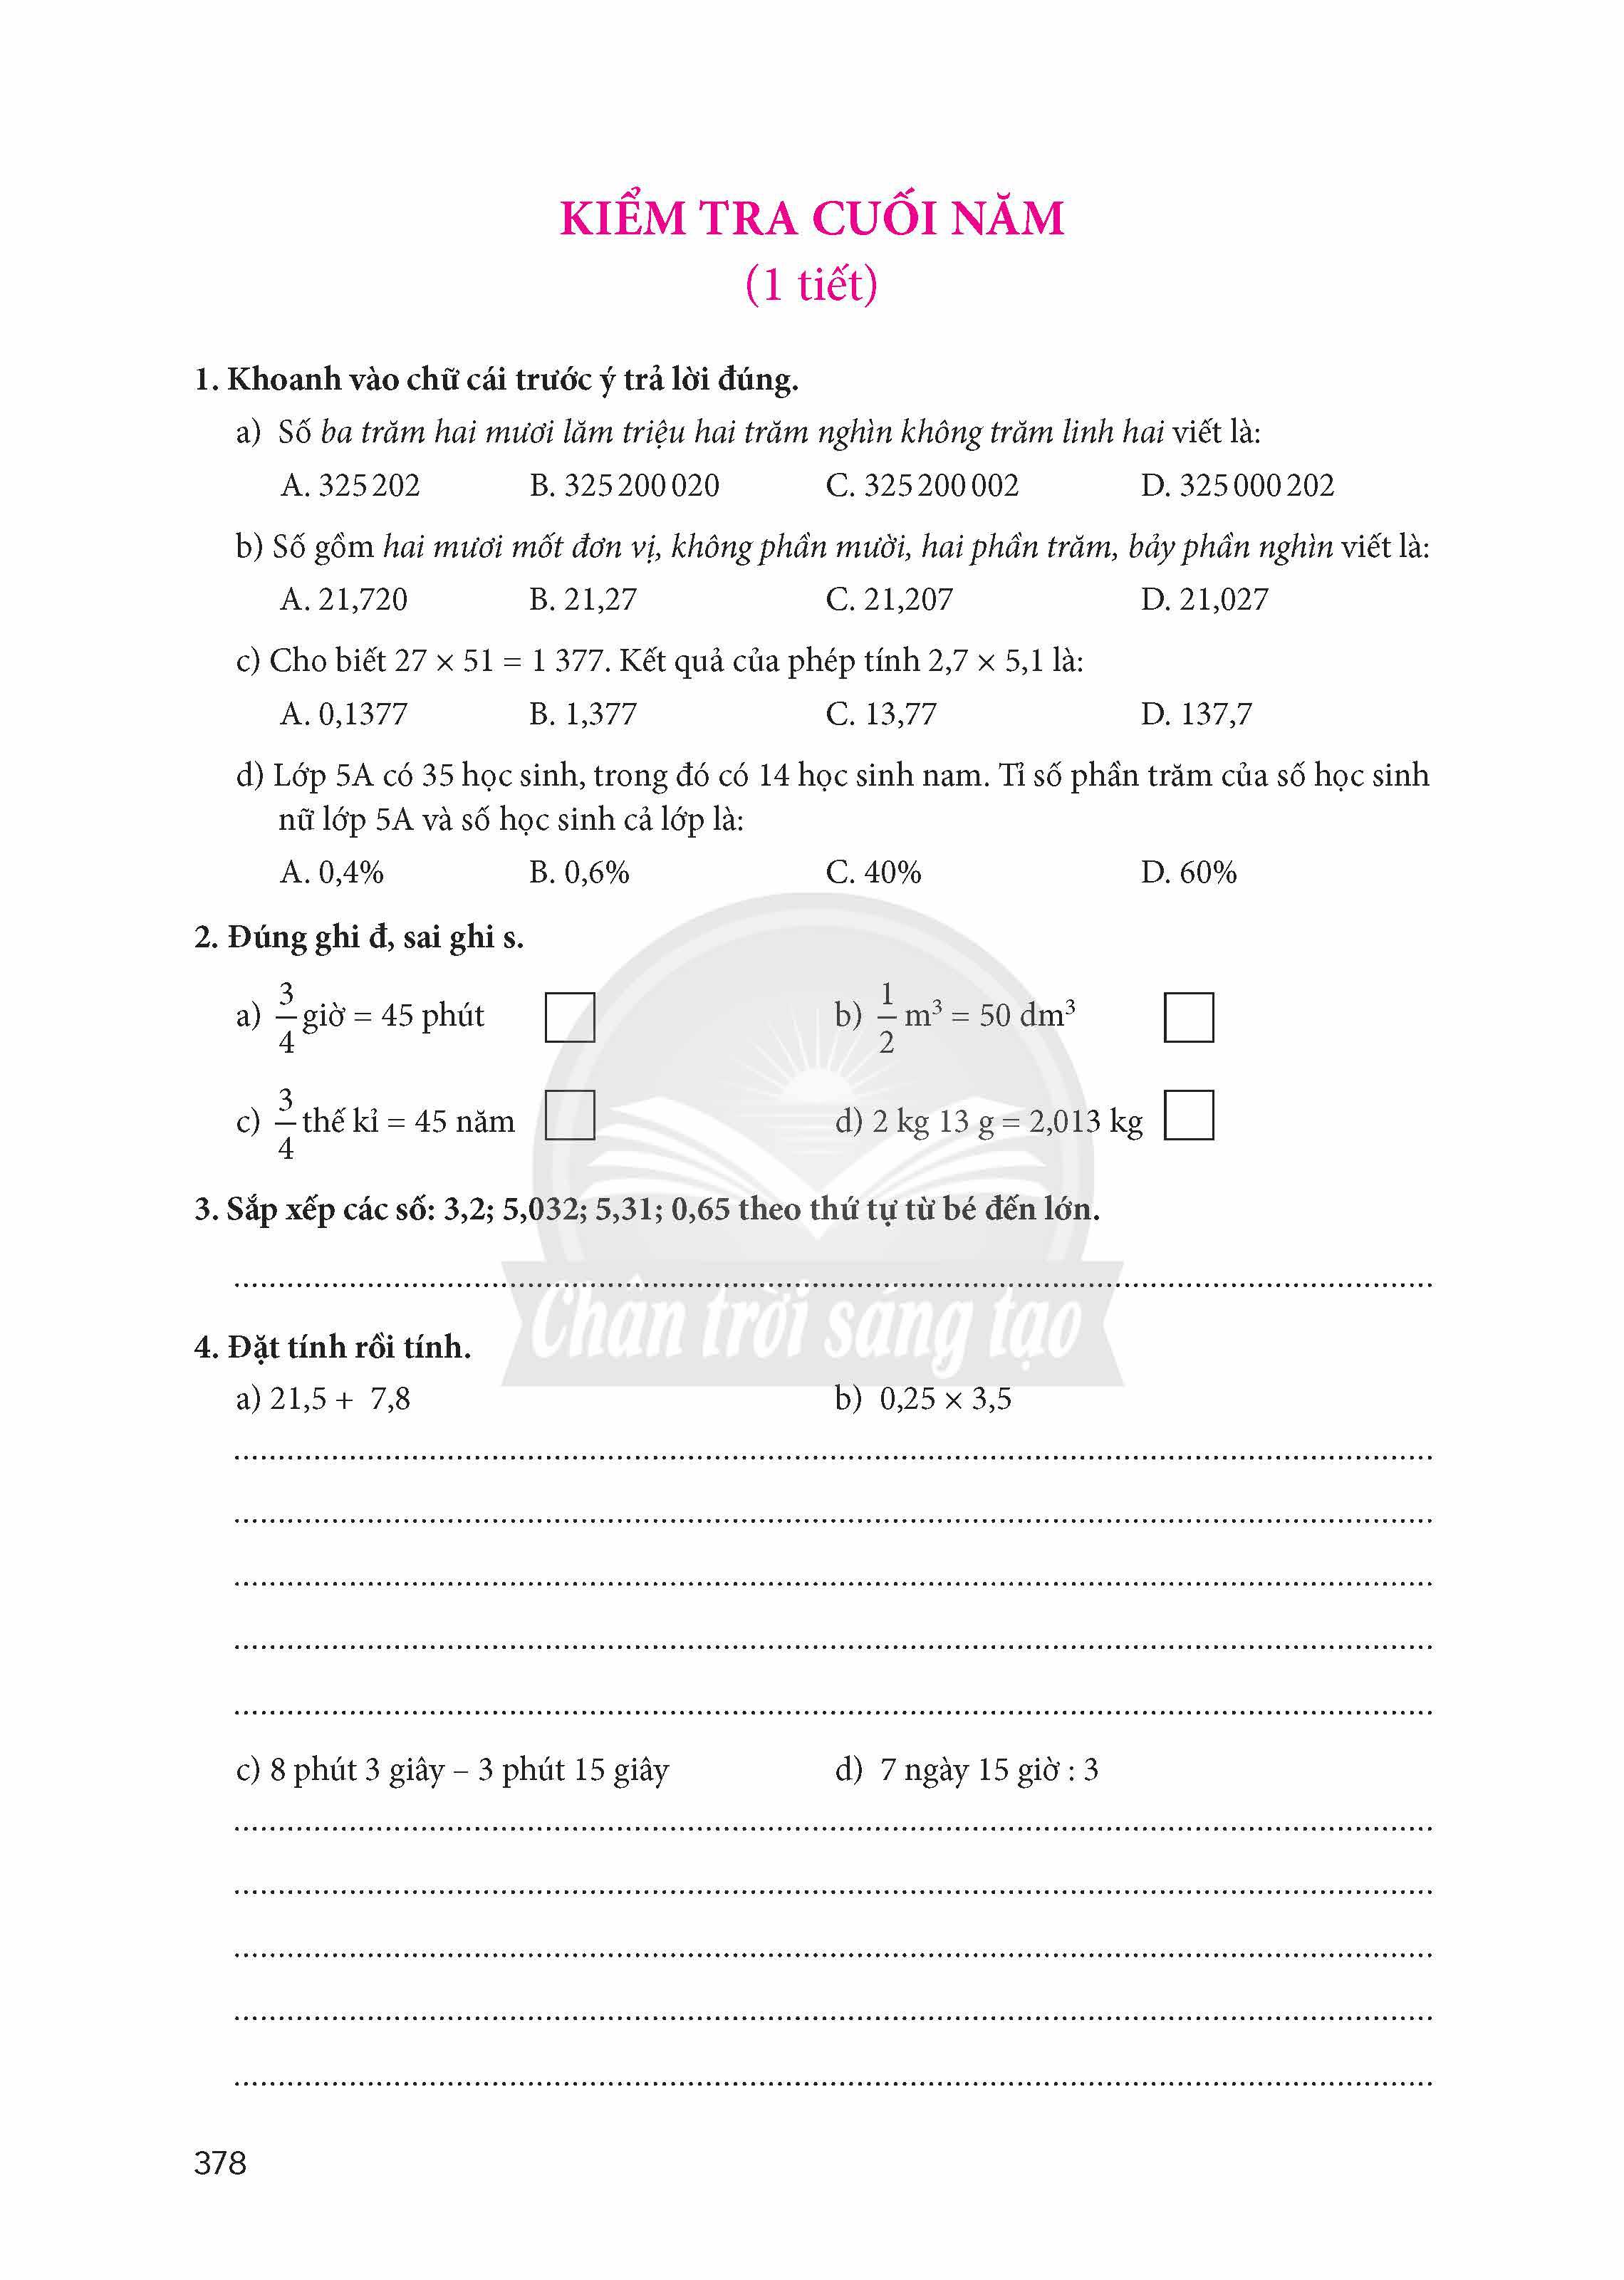 KIỂM TRA CUỐI NĂM
(1 tiết)
1. Khoanh vào chữ cái trước ý trả lời đúng.
a) Số ba trăm hai mươi lăm triệu hai trăm nghìn không trăm linh hai viết là:
A. 325 202 B. 325 200 020 C. 325 200 002 D. 325 000 202
b) Số gồm hai mươi mốt đơn vị, không phần mười, hai phần trăm, bảy phần nghìn viết là:
A. 21,720 B. 21,27 C. 21,207 D. 21,027
c) Cho biết 27 × 51 = 1 377. Kết quả của phép tính 2,7 × 5,1 là:
A. 0,1377 B. 1,377 C. 13,77 D. 137,7
d) Lớp 5A có 35 học sinh, trong đó có 14 học sinh nam. Tỉ số phần trăm của số học sinh
nữ lớp 5A và số học sinh cả lớp là:
A. 0,4% B. 0,6% C. 40% D. 60%
2. Đúng ghi đ, sai ghi s.
a) 3/4 giờ = 45 phút b) 1/2 m³ = 50 dm³
c) 3/4 thế kỉ = 45 năm d) 2 kg 13 g = 2,013 kg
3. Sắp xếp các số: 3,2; 5,032; 5,31; 0,65 theo thứ tự từ bé đến lớn.
Chân trời sáng tạo
4. Đặt tính rồi tính.
a) 21,5 + 7,8 b) 0,25 × 3,5
c) 8 phút 3 giây – 3 phút 15 giây d) 7 ngày 15 giờ : 3
378